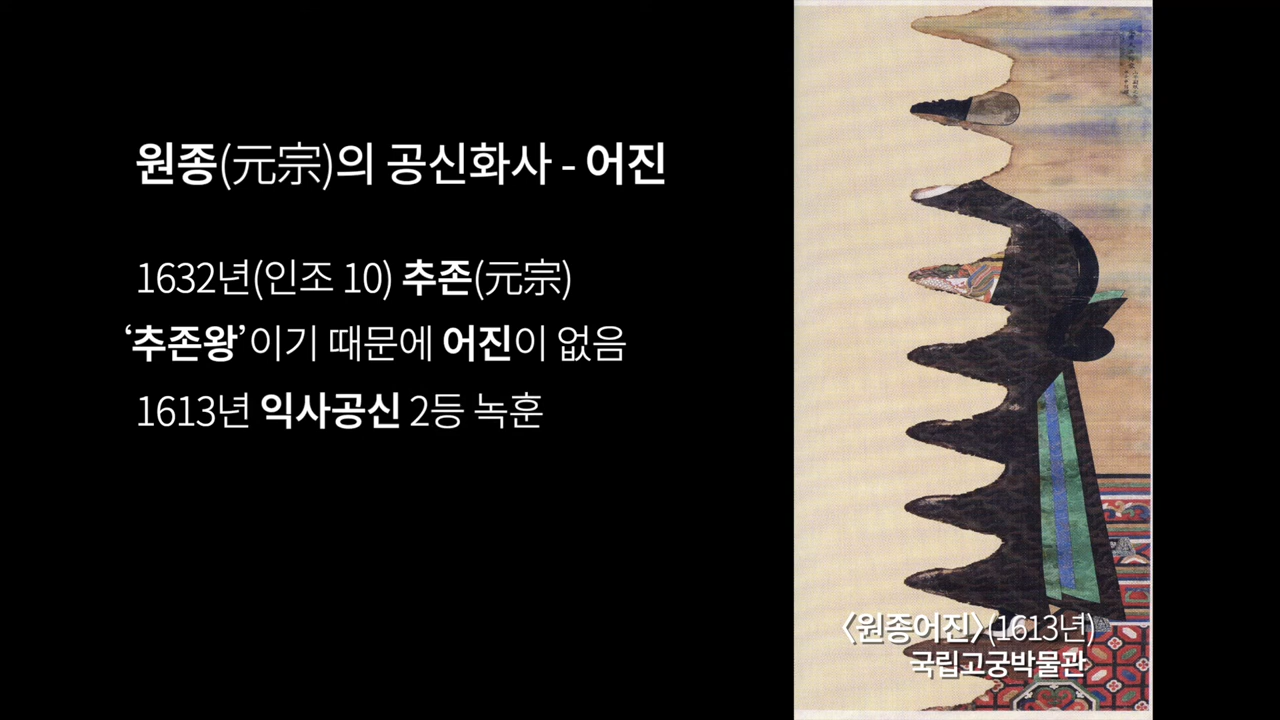 원종(元宗)의 공신화사 - 어진
1632년(인조 10) 추존(元宗)
‘추존왕’이기 때문에 어진이 없음
1613년 익사공신 2등 녹훈
〈원종어진〉(1613년)
국립고궁박물관